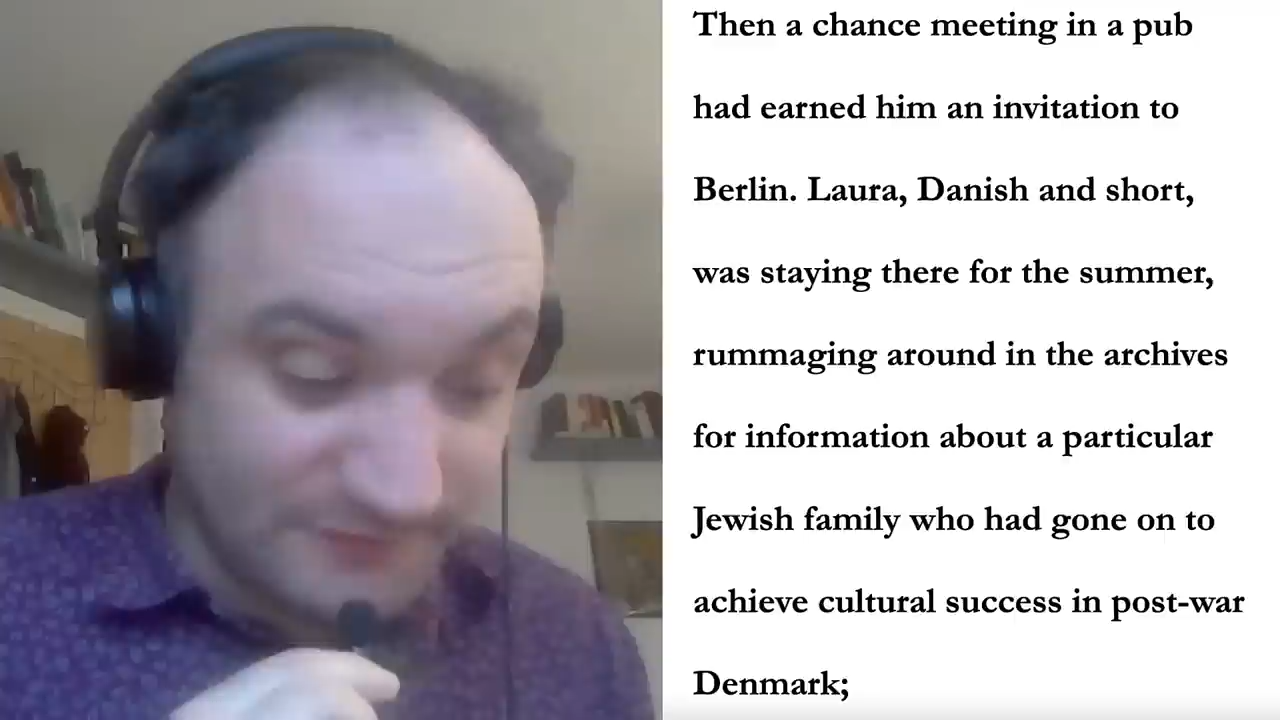 Then a chance meeting in a pub
had earned him an invitation to
Berlin. Laura, Danish and short,
was staying there for the summer,
rummaging around in the archives
for information about a particular
Jewish family who had gone on to
achieve cultural success in post-war
Denmark;